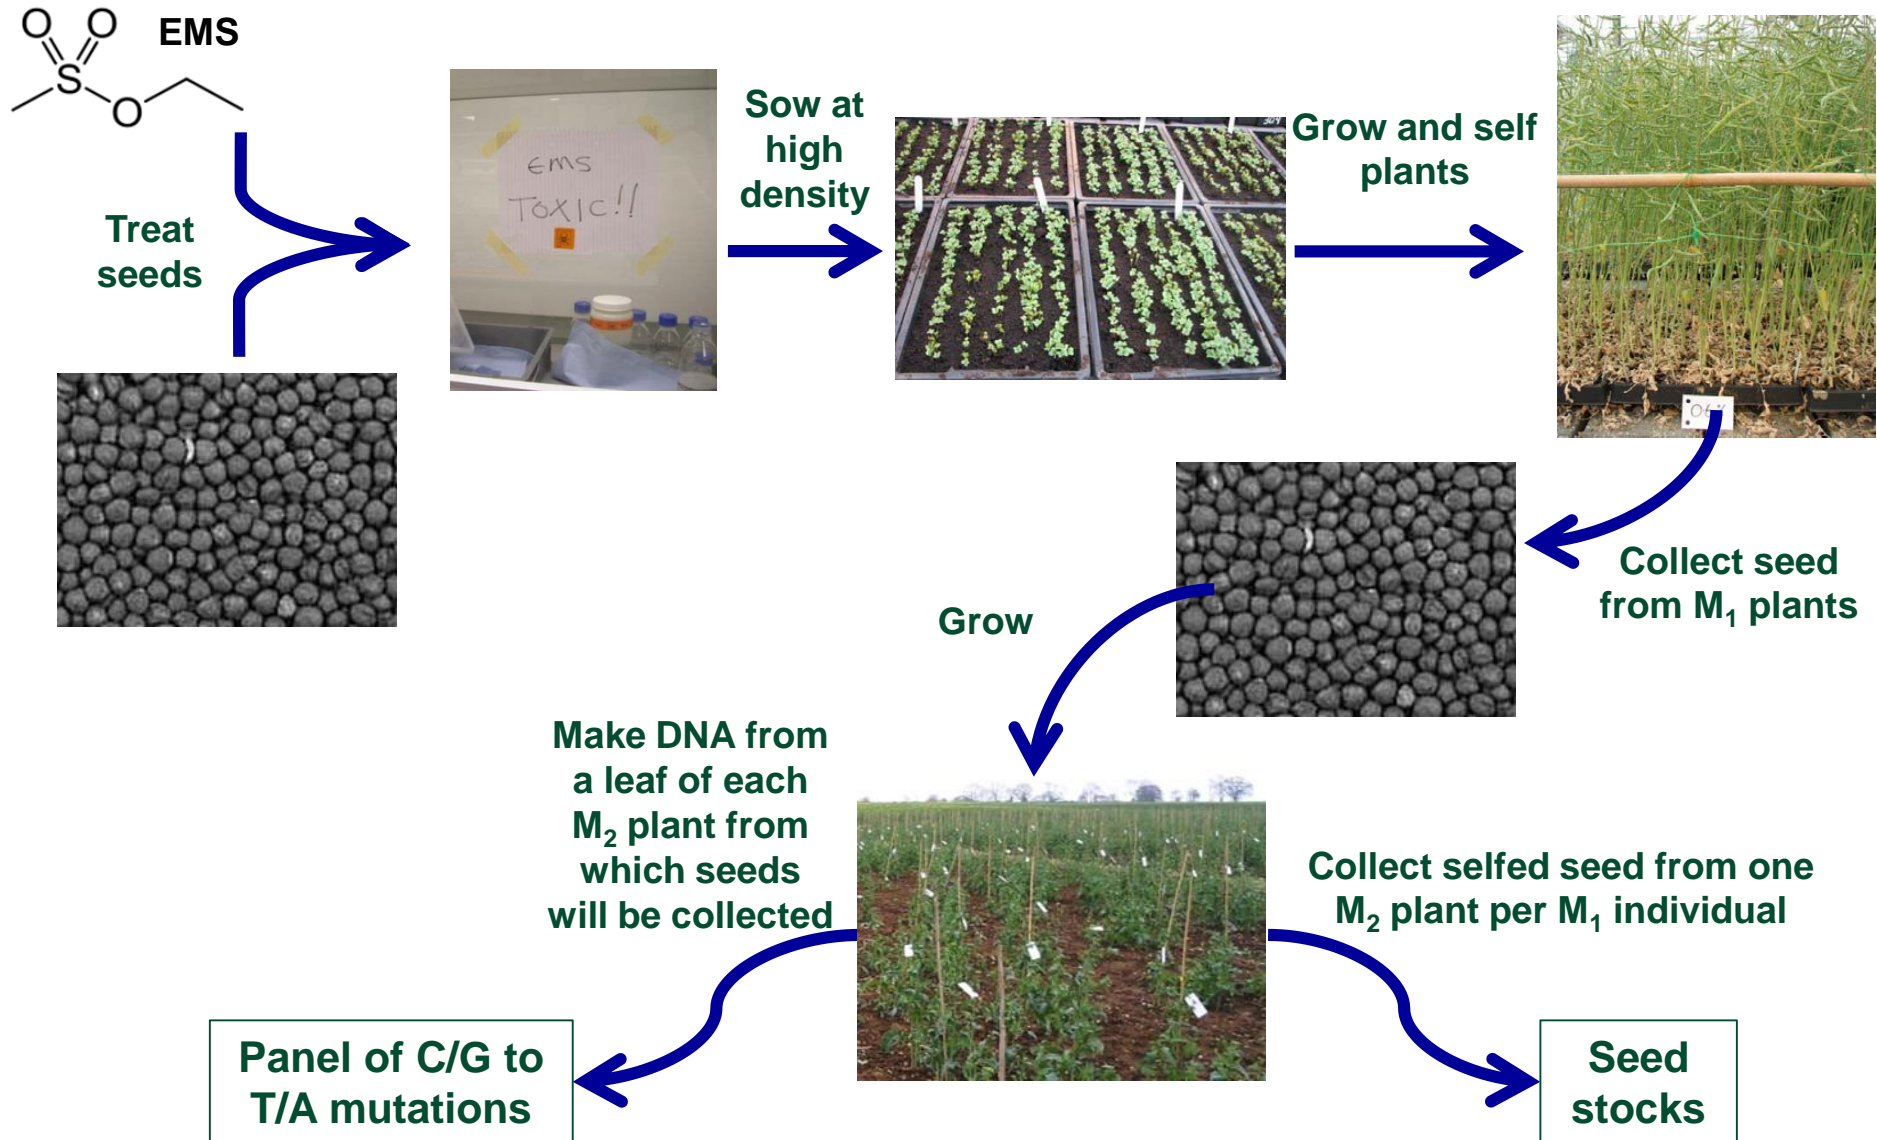 O
O
EMS
S
O
Treat
seeds
EMS
TOXIC!!
Sow at
high
density
304
Grow and self
plants
Collect seed
from M₁ plants
Grow
Make DNA from
a leaf of each
M₂ plant from
which seeds
will be collected
Collect selfed seed from one
M₂ plant per M₁ individual
Panel of C/G to
T/A mutations
Seed
stocks